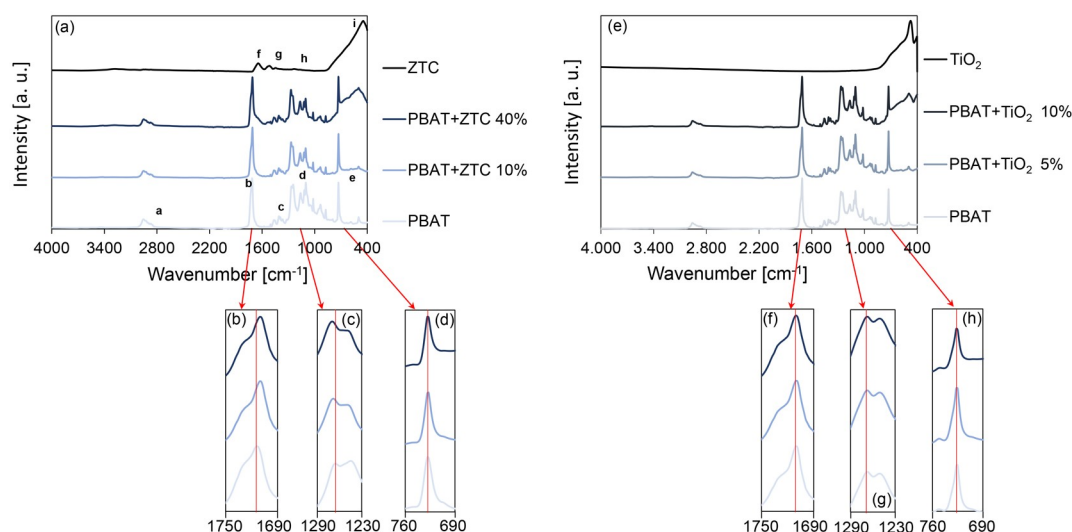 (a)
i
f
g
h
ZTC
PBAT+ZTC 40%
PBAT+ZTC 10%
b
d
e
a
c
PBAT
Intensity [a. u.]
4000 3400 2800 2200 1600 1000 400
Wavenumber [cm-1]
(b) (c) (d)
1750 1690 1290 1230 760 690
(e)
TiO2
PBAT+TiO2 10%
PBAT+TiO2 5%
PBAT
Intensity [a. u.]
4.000 3.400 2.800 2.200 1.600 1.000 400
Wavenumber [cm-1]
(f) (h)
(g)
1750 1690 1290 1230 760 690